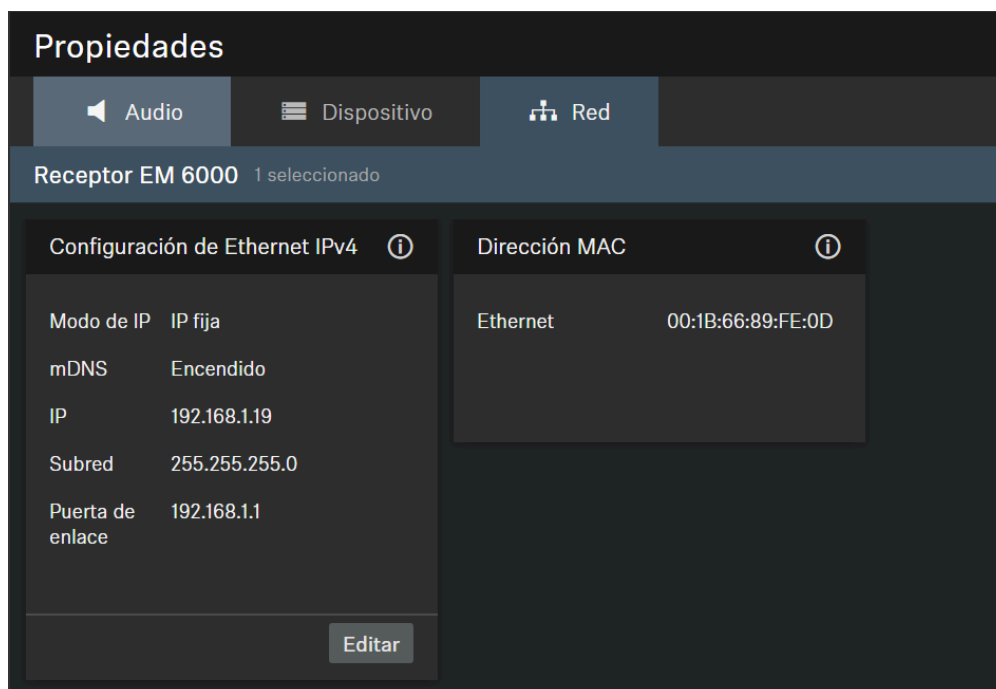 Propiedades
Audio Dispositivo Red
Receptor EM 6000 1 seleccionado
Configuración de Ethernet IPv4
Modo de IP IP fija
mDNS Encendido
IP 192.168.1.19
Subred 255.255.255.0
Puerta de enlace 192.168.1.1
Editar
Dirección MAC
Ethernet 00:1B:66:89:FE:0D